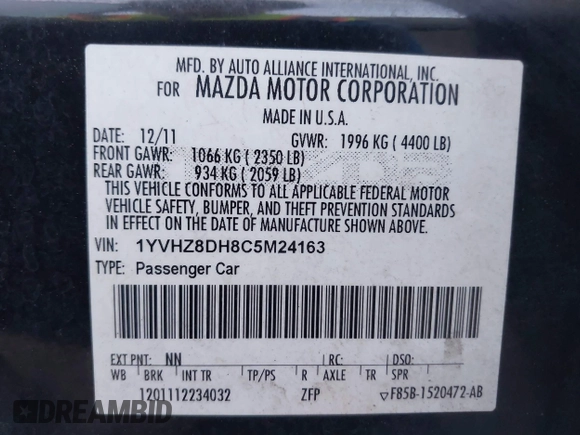 MFD. BY AUTO ALLIANCE INTERNATIONAL, INC.
FOR MAZDA MOTOR CORPORATION
MADE IN U.S.A.
DATE: 12/11 GVWR: 1996 KG ( 4400 LB)
FRONT GAWR: 1066 KG ( 2350 LB)
REAR GAWR: 934 KG ( 2059 LB)
THIS VEHICLE CONFORMS TO ALL APPLICABLE FEDERAL MOTOR
VEHICLE SAFETY, BUMPER, AND THEFT PREVENTION STANDARDS
IN EFFECT ON THE DATE OF MANUFACTURE SHOWN ABOVE.
VIN: 1YVHZ8DH8C5M24163
TYPE: Passenger Car
EXT PNT: NN RC: DSO:
WB BRK INT TR TP/PS R AXLE TR SPR
1201112234032 ZFP ▽F85B-1520472-AB
DREAMBID